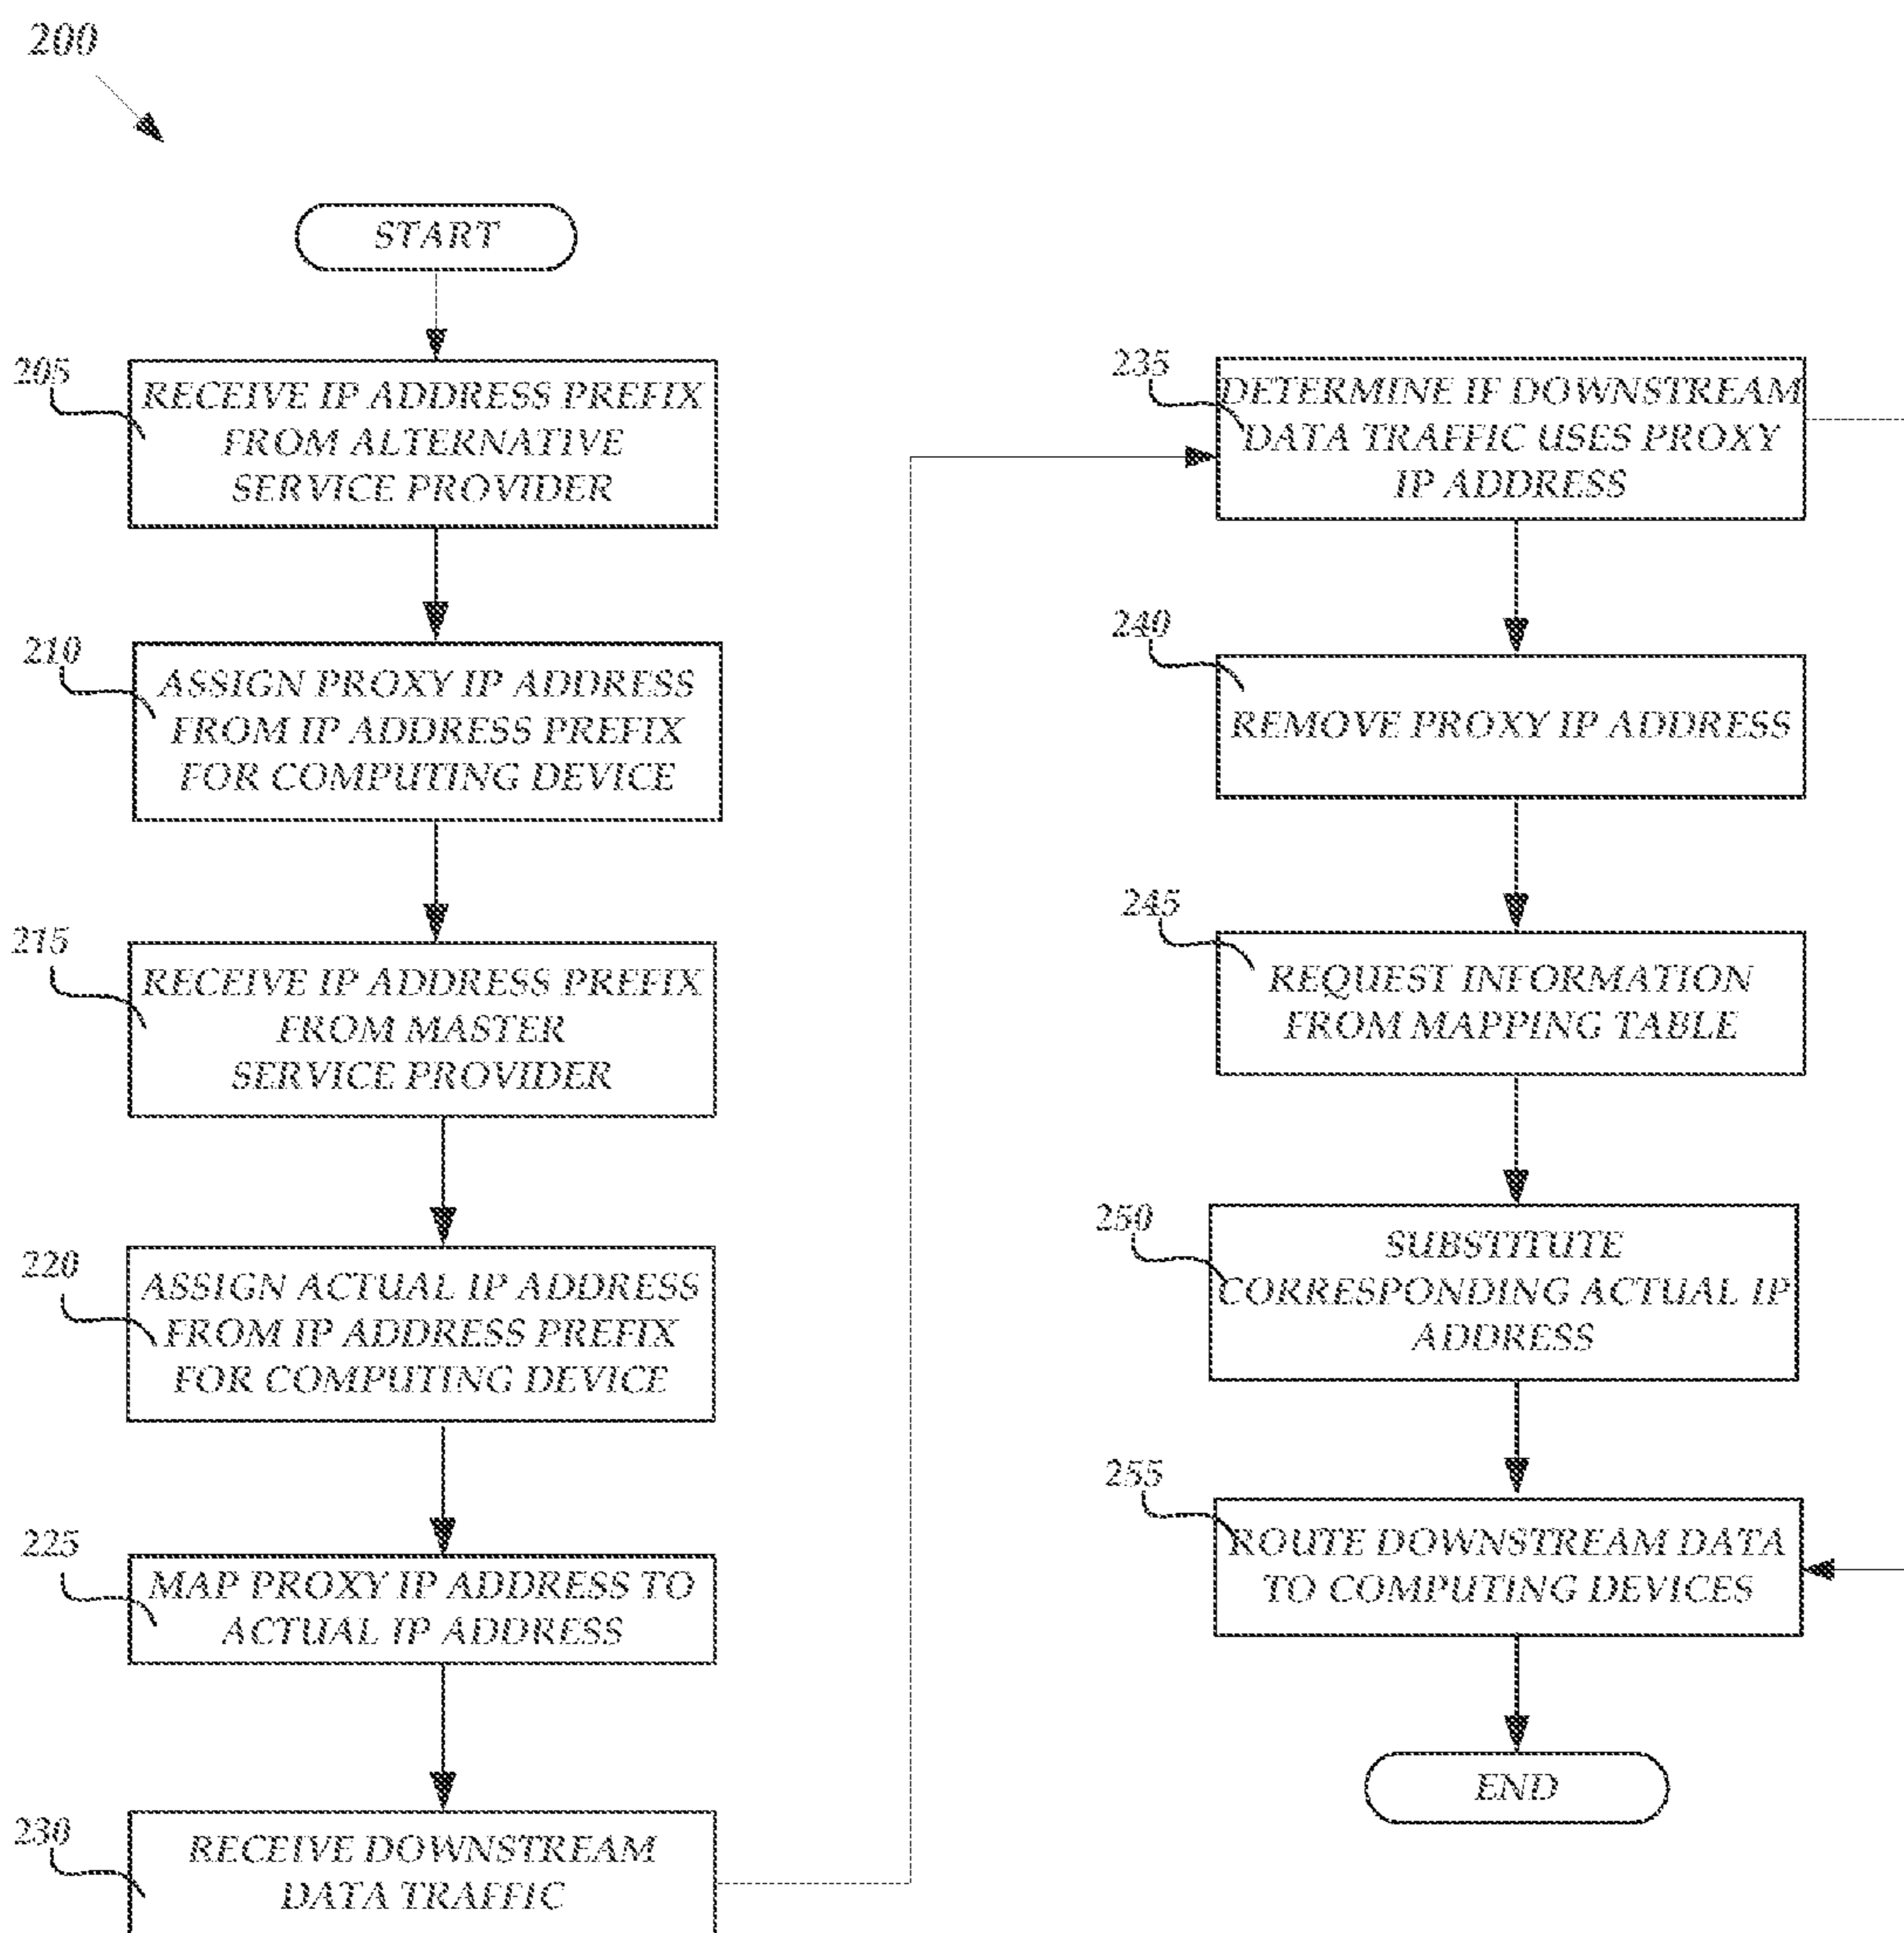 200
START
205
RECEIVE IP ADDRESS PREFIX
FROM ALTERNATIVE
SERVICE PROVIDER
210
ASSIGN PROXY IP ADDRESS
FROM IP ADDRESS PREFIX
FOR COMPUTING DEVICE
215
RECEIVE IP ADDRESS PREFIX
FROM MASTER
SERVICE PROVIDER
220
ASSIGN ACTUAL IP ADDRESS
FROM IP ADDRESS PREFIX
FOR COMPUTING DEVICE
225
MAP PROXY IP ADDRESS TO
ACTUAL IP ADDRESS
230
RECEIVE DOWNSTREAM
DATA TRAFFIC
235
DETERMINE IF DOWNSTREAM
DATA TRAFFIC USES PROXY
IP ADDRESS
240
REMOVE PROXY IP ADDRESS
245
REQUEST INFORMATION
FROM MAPPING TABLE
250
SUBSTITUTE
CORRESPONDING ACTUAL IP
ADDRESS
255
ROUTE DOWNSTREAM DATA
TO COMPUTING DEVICES
END